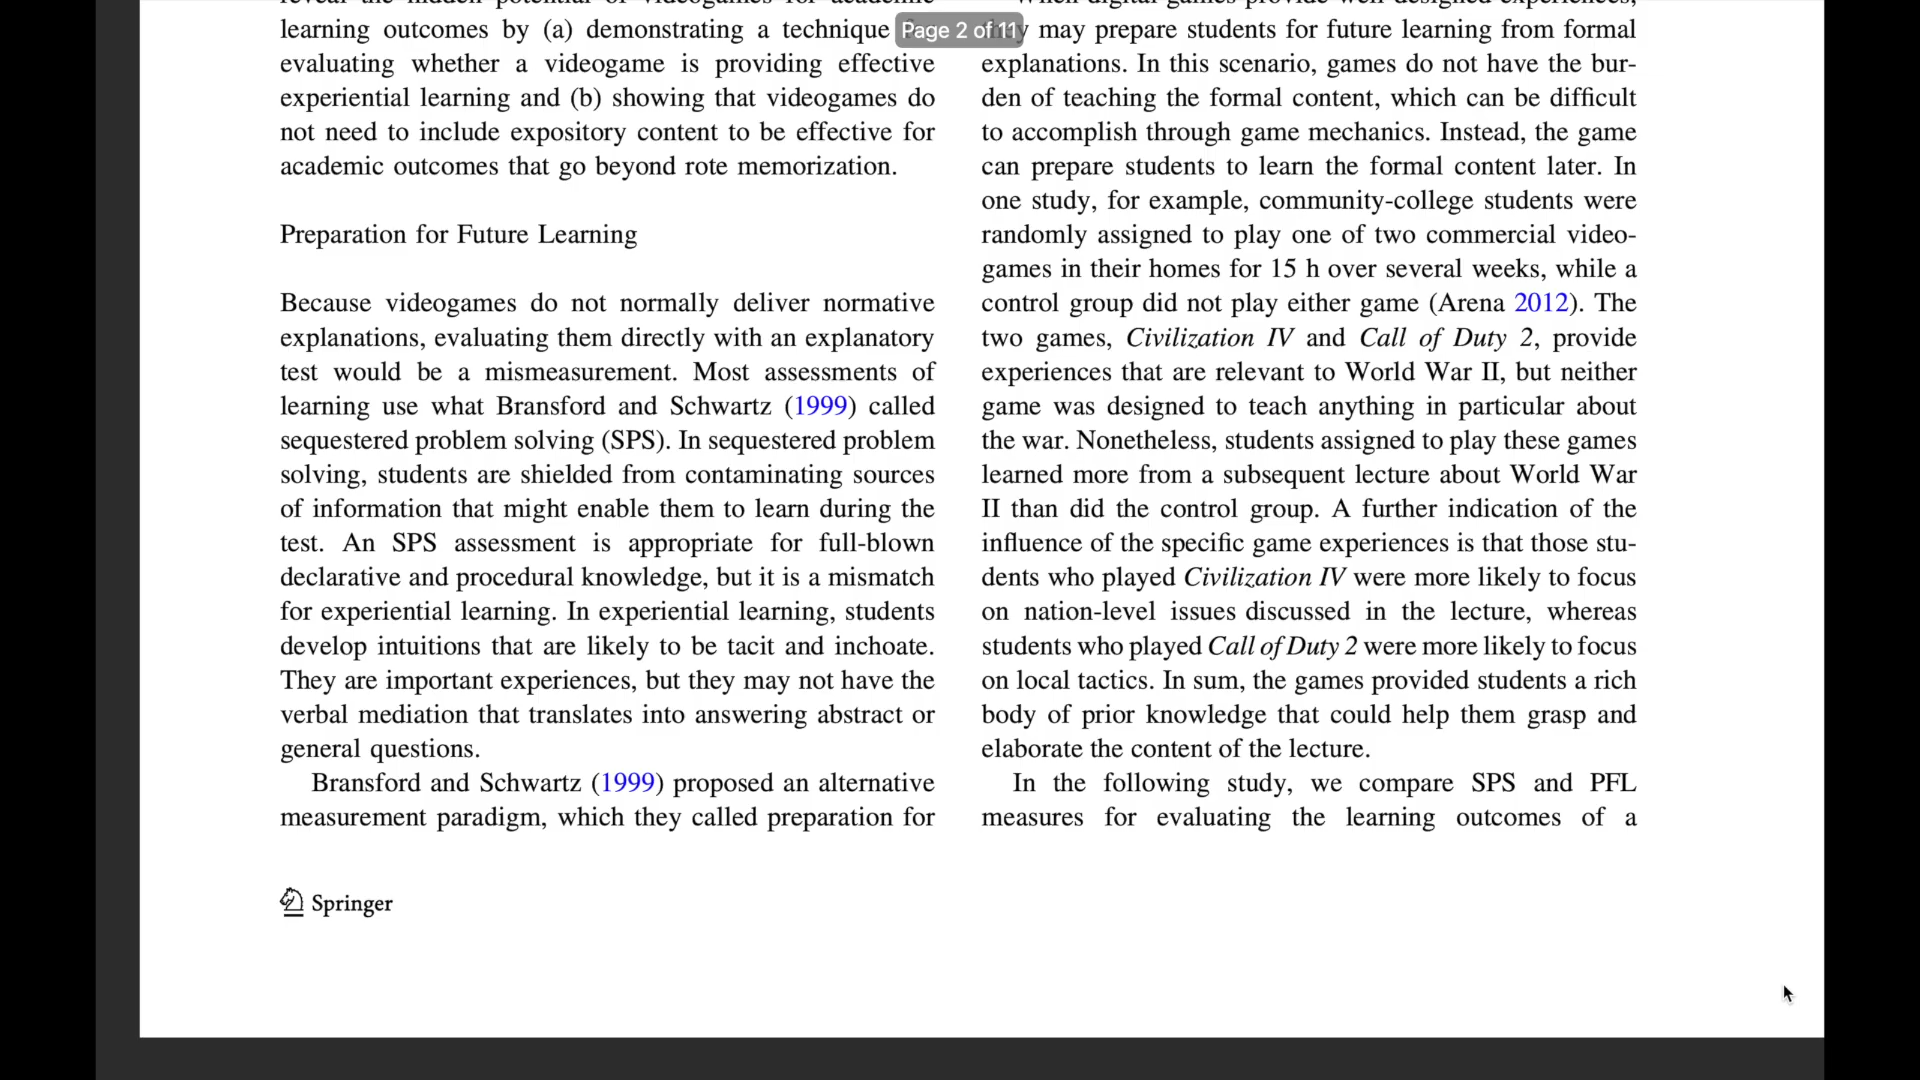 learning outcomes by (a) demonstrating a technique
evaluating whether a videogame is providing effective
experiential learning and (b) showing that videogames do
not need to include expository content to be effective for
academic outcomes that go beyond rote memorization.
Preparation for Future Learning
Because videogames do not normally deliver normative
explanations, evaluating them directly with an explanatory
test would be a mismeasurement. Most assessments of
learning use what Bransford and Schwartz (1999) called
sequestered problem solving (SPS). In sequestered problem
solving, students are shielded from contaminating sources
of information that might enable them to learn during the
test. An SPS assessment is appropriate for full-blown
declarative and procedural knowledge, but it is a mismatch
for experiential learning. In experiential learning, students
develop intuitions that are likely to be tacit and inchoate.
They are important experiences, but they may not have the
verbal mediation that translates into answering abstract or
general questions.
Bransford and Schwartz (1999) proposed an alternative
measurement paradigm, which they called preparation for
Springer
Page 2 of 11
may prepare students for future learning from formal
explanations. In this scenario, games do not have the bur-
den of teaching the formal content, which can be difficult
to accomplish through game mechanics. Instead, the game
can prepare students to learn the formal content later. In
one study, for example, community-college students were
randomly assigned to play one of two commercial video-
games in their homes for 15 h over several weeks, while a
control group did not play either game (Arena 2012). The
two games, Civilization IV and Call of Duty 2, provide
experiences that are relevant to World War II, but neither
game was designed to teach anything in particular about
the war. Nonetheless, students assigned to play these games
learned more from a subsequent lecture about World War
II than did the control group. A further indication of the
influence of the specific game experiences is that those stu-
dents who played Civilization IV were more likely to focus
on nation-level issues discussed in the lecture, whereas
students who played Call of Duty 2 were more likely to focus
on local tactics. In sum, the games provided students a rich
body of prior knowledge that could help them grasp and
elaborate the content of the lecture.
In the following study, we compare SPS and PFL
measures for evaluating the learning outcomes of a